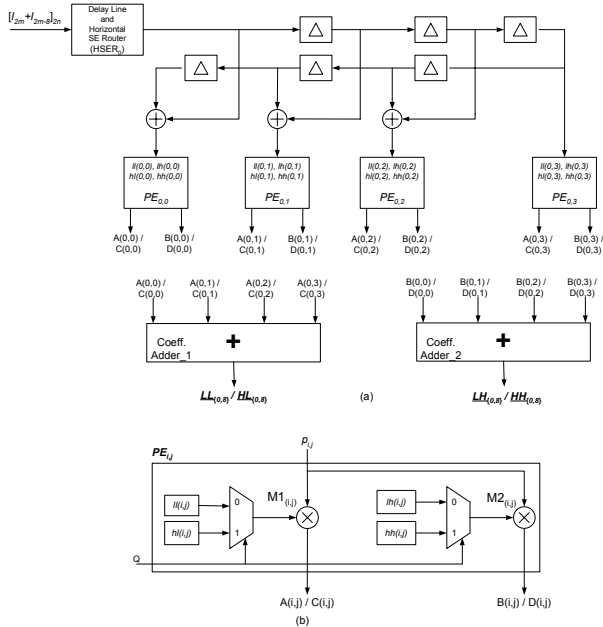 [I2m+I2m-8]2n
Delay Line
and
Horizontal
SE Router
(HSER0)
Δ Δ Δ
Δ Δ Δ
+ + +
ll(0,0), lh(0,0)
hl(0,0), hh(0,0)
PE0,0
ll(0,1), lh(0,1)
hl(0,1), hh(0,1)
PE0,1
ll(0,2), lh(0,2)
hl(0,2), hh(0,2)
PE0,2
ll(0,3), lh(0,3)
hl(0,3), hh(0,3)
PE0,3
A(0,0) /
C(0,0)
B(0,0) /
D(0,0)
A(0,1) /
C(0,1)
B(0,1) /
D(0,1)
A(0,2) /
C(0,2)
B(0,2) /
D(0,2)
A(0,3) /
C(0,3)
B(0,3) /
D(0,3)
A(0,0) /
C(0,0)
A(0,1) /
C(0,1)
A(0,2) /
C(0,2)
A(0,3) /
C(0,3)
B(0,0) /
D(0,0)
B(0,1) /
D(0,1)
B(0,2) /
D(0,2)
B(0,3) /
D(0,3)
Coeff.
Adder_1
+
Coeff.
Adder_2
+
LL{0,8} / HL{0,8}
(a)
LH{0,8} / HH{0,8}
pi,j
PEi,j
ll(i,j)
hl(i,j)
0
1
M1(i,j)
×
lh(i,j)
hh(i,j)
0
1
M2(i,j)
×
Q
A(i,j) / C(i,j)
B(i,j) / D(i,j)
(b)